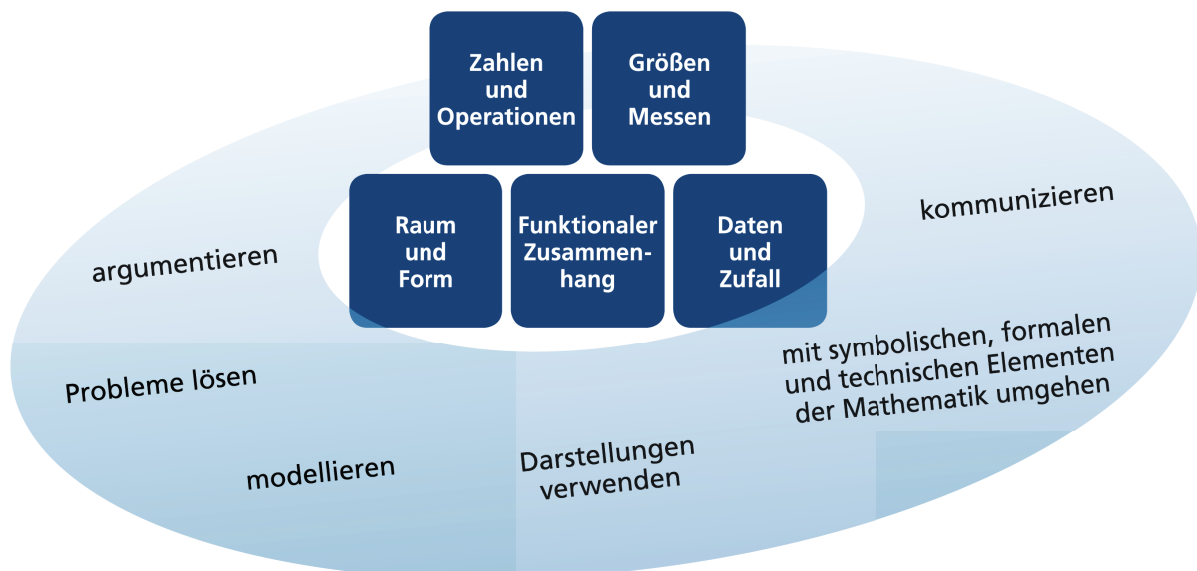 Zahlen
und
Operationen
Größen
und
Messen
Raum
und
Form
Funktionaler
Zusammen-
hang
Daten
und
Zufall
argumentieren
kommunizieren
Probleme lösen
modellieren
Darstellungen
verwenden
mit symbolischen, formalen
und technischen Elementen
der Mathematik umgehen